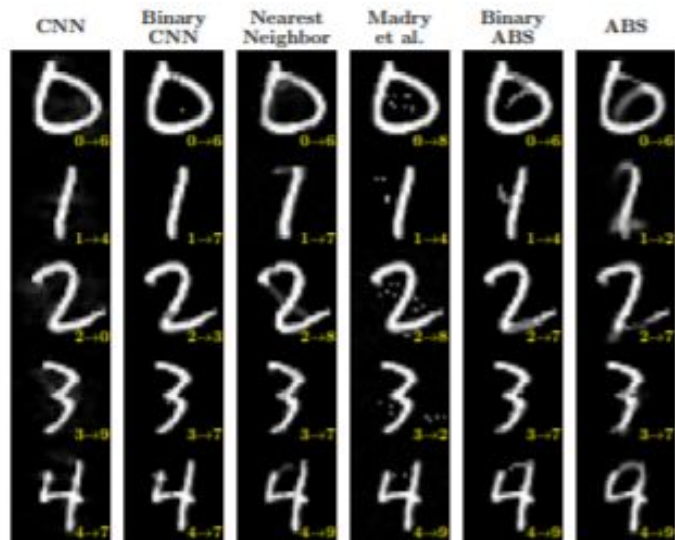 CNN Binary CNN Nearest Neighbor Madry et al. Binary ABS ABS
0→6 0→6 0→6 0→8 0→6 0→6
1→4 1→7 1→7 1→4 1→4 1→2
2→0 2→3 2→8 2→8 2→7 2→7
3→9 3→7 3→7 3→2 3→7 3→7
4→7 4→7 4→9 4→9 4→9 4→9